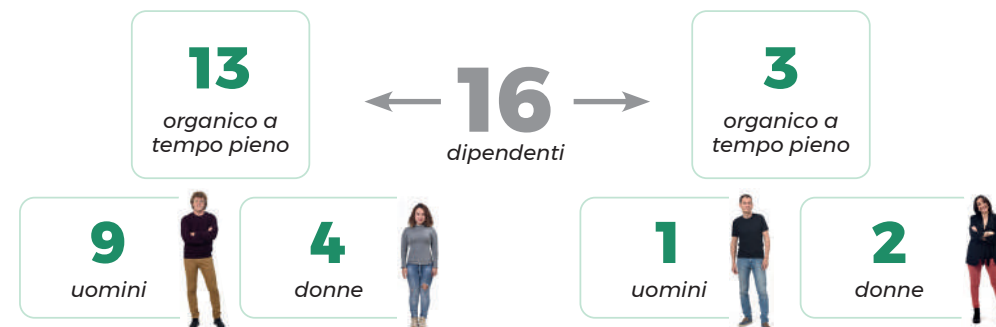 13
organico a
tempo pieno
16
dipendenti
3
organico a
tempo pieno
9
uomini
4
donne
1
uomini
2
donne